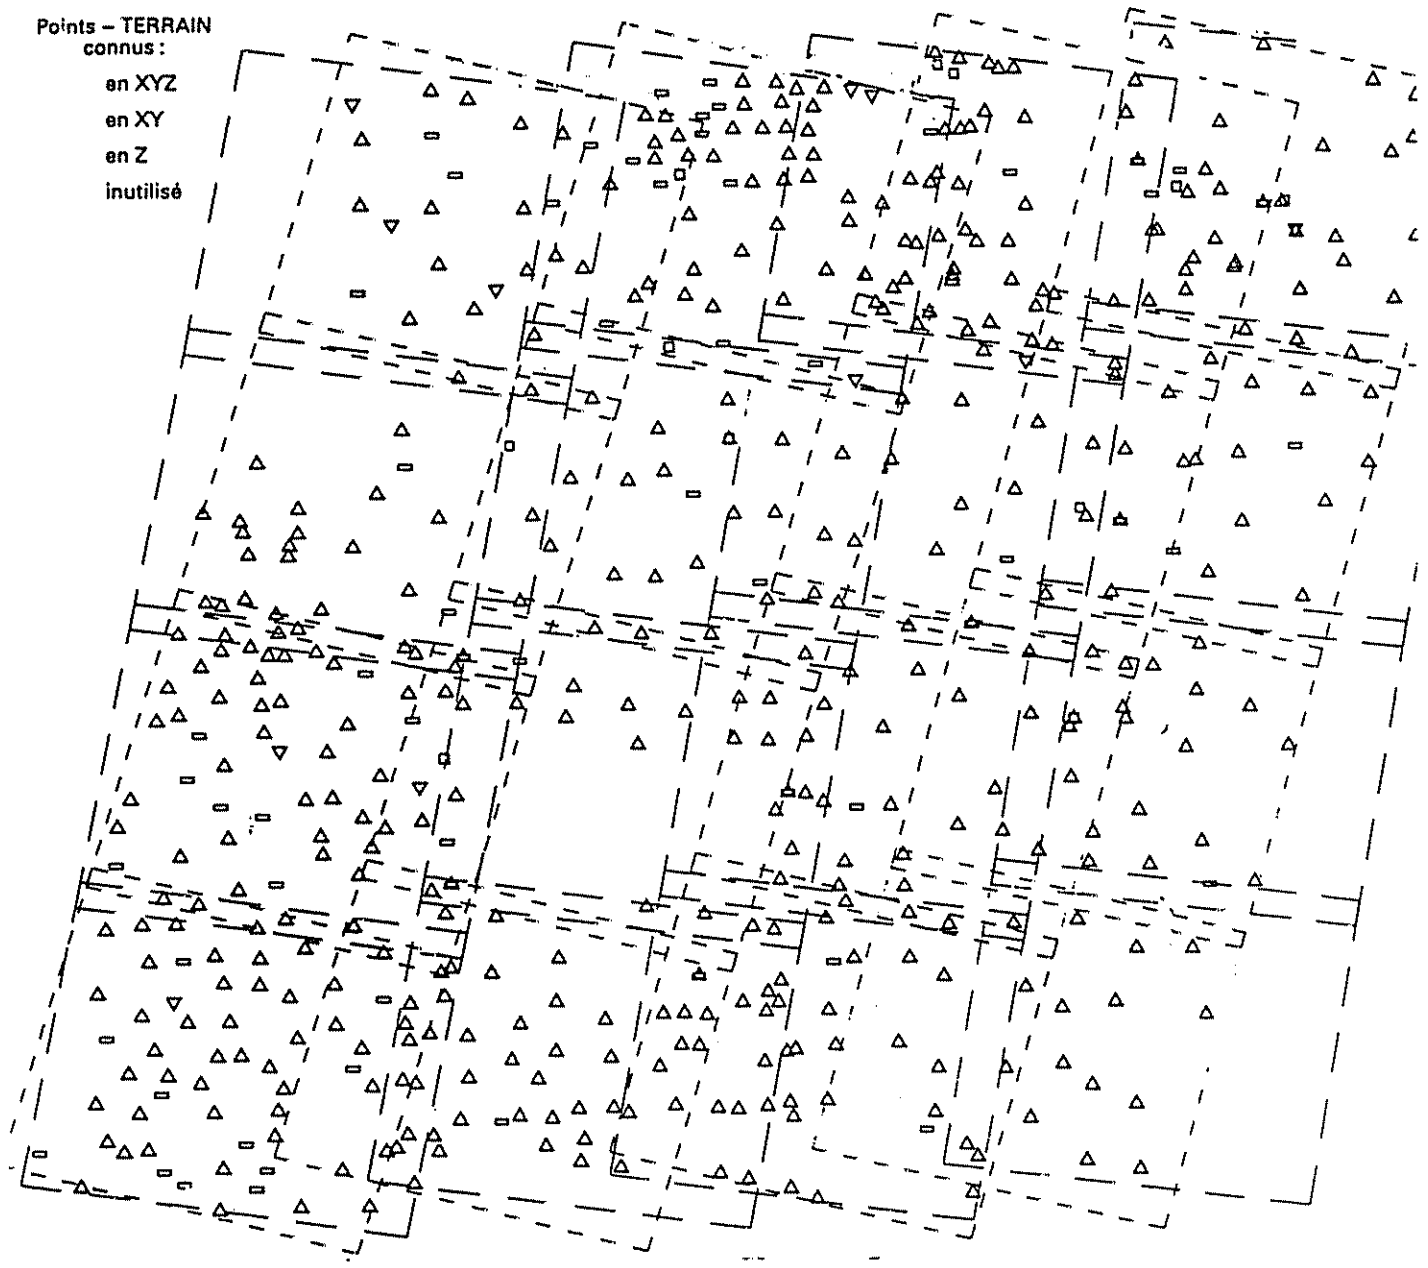 Points – TERRAIN
connus :
en XYZ
en XY
en Z
inutilisé